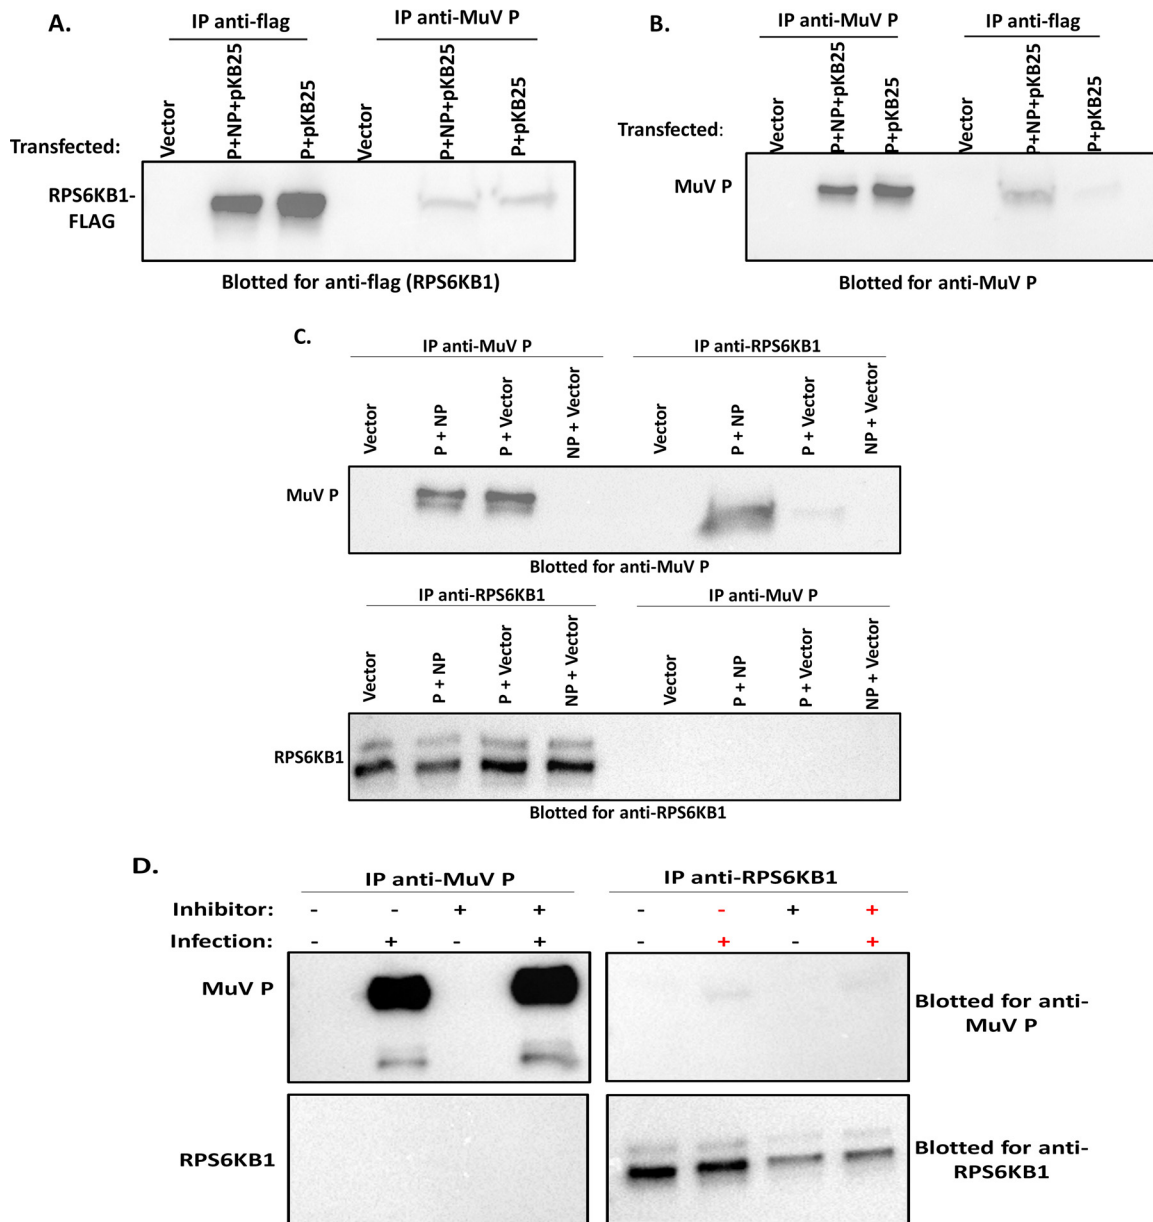 A.
IP anti-flag
IP anti-MuV P
Transfected:
Vector
P+NP+pKB25
P+pKB25
Vector
P+NP+pKB25
P+pKB25
RPS6KB1-
FLAG
Blotted for anti-flag (RPS6KB1)
B.
IP anti-MuV P
IP anti-flag
Transfected:
Vector
P+NP+pKB25
P+pKB25
Vector
P+NP+pKB25
P+pKB25
MuV P
Blotted for anti-MuV P
C.
IP anti-MuV P
IP anti-RPS6KB1
Vector
P + NP
P + Vector
NP + Vector
Vector
P + NP
P + Vector
NP + Vector
MuV P
Blotted for anti-MuV P
IP anti-RPS6KB1
IP anti-MuV P
Vector
P + NP
P + Vector
NP + Vector
Vector
P + NP
P + Vector
NP + Vector
RPS6KB1
Blotted for anti-RPS6KB1
D.
IP anti-MuV P
IP anti-RPS6KB1
Inhibitor: - - + + - - + +
Infection: - + - + - + - +
MuV P
Blotted for anti-
MuV P
RPS6KB1
Blotted for anti-
RPS6KB1